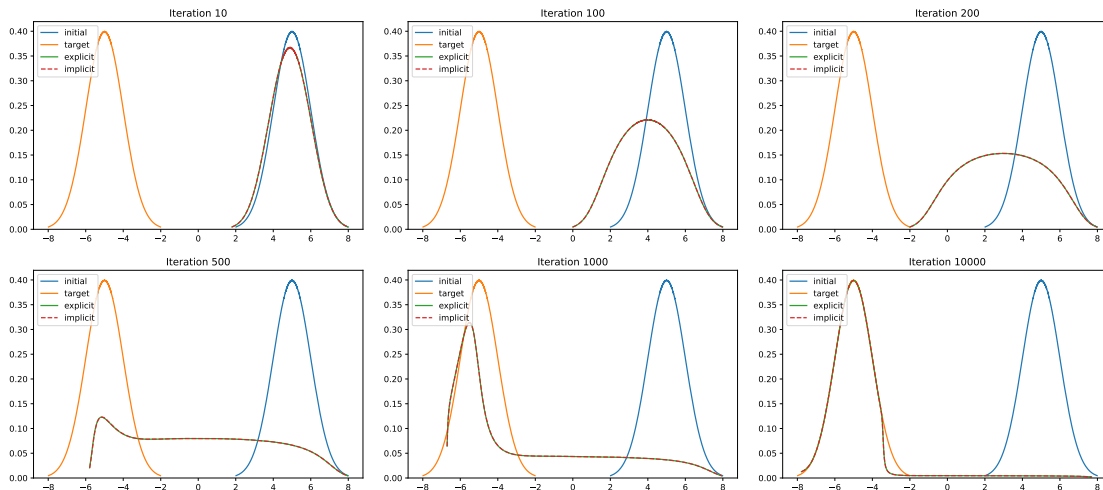 Iteration 10
initial
target
explicit
implicit
0.40
0.35
0.30
0.25
0.20
0.15
0.10
0.05
0.00
−8 −6 −4 −2 0 2 4 6 8
Iteration 100
initial
target
explicit
implicit
0.40
0.35
0.30
0.25
0.20
0.15
0.10
0.05
0.00
−8 −6 −4 −2 0 2 4 6 8
Iteration 200
initial
target
explicit
implicit
0.40
0.35
0.30
0.25
0.20
0.15
0.10
0.05
0.00
−8 −6 −4 −2 0 2 4 6 8
Iteration 500
initial
target
explicit
implicit
0.40
0.35
0.30
0.25
0.20
0.15
0.10
0.05
0.00
−8 −6 −4 −2 0 2 4 6 8
Iteration 1000
initial
target
explicit
implicit
0.40
0.35
0.30
0.25
0.20
0.15
0.10
0.05
0.00
−8 −6 −4 −2 0 2 4 6 8
Iteration 10000
initial
target
explicit
implicit
0.40
0.35
0.30
0.25
0.20
0.15
0.10
0.05
0.00
−8 −6 −4 −2 0 2 4 6 8